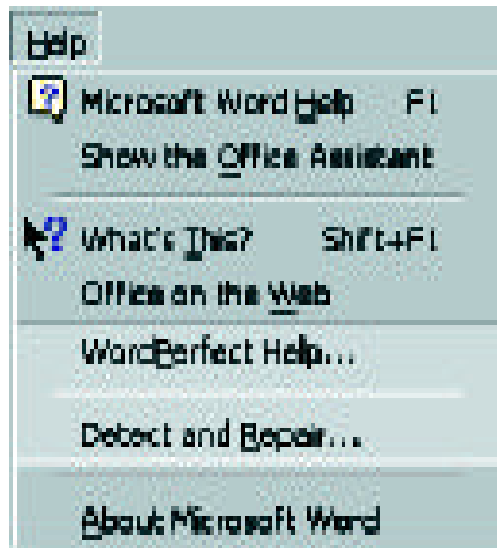 Help
Microsoft Word Help F1
Show the Office Assistant
What's This? Shift+F1
Office on the Web
WordPerfect Help...
Detect and Repair...
About Microsoft Word